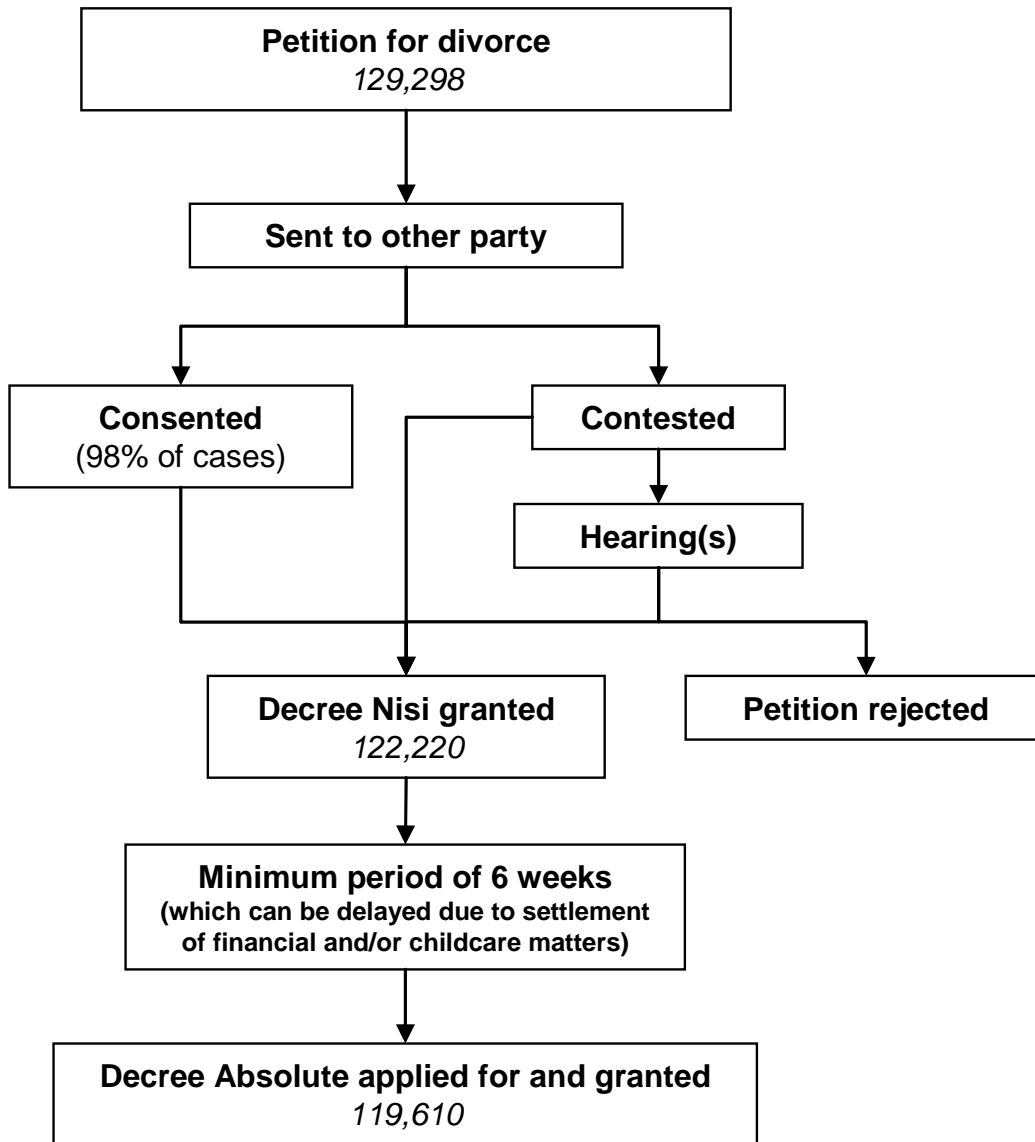 Petition for divorce
129,298
Sent to other party
Consented
(98% of cases)
Contested
Hearing(s)
Decree Nisi granted
122,220
Petition rejected
Minimum period of 6 weeks
(which can be delayed due to settlement
of financial and/or childcare matters)
Decree Absolute applied for and granted
119,610